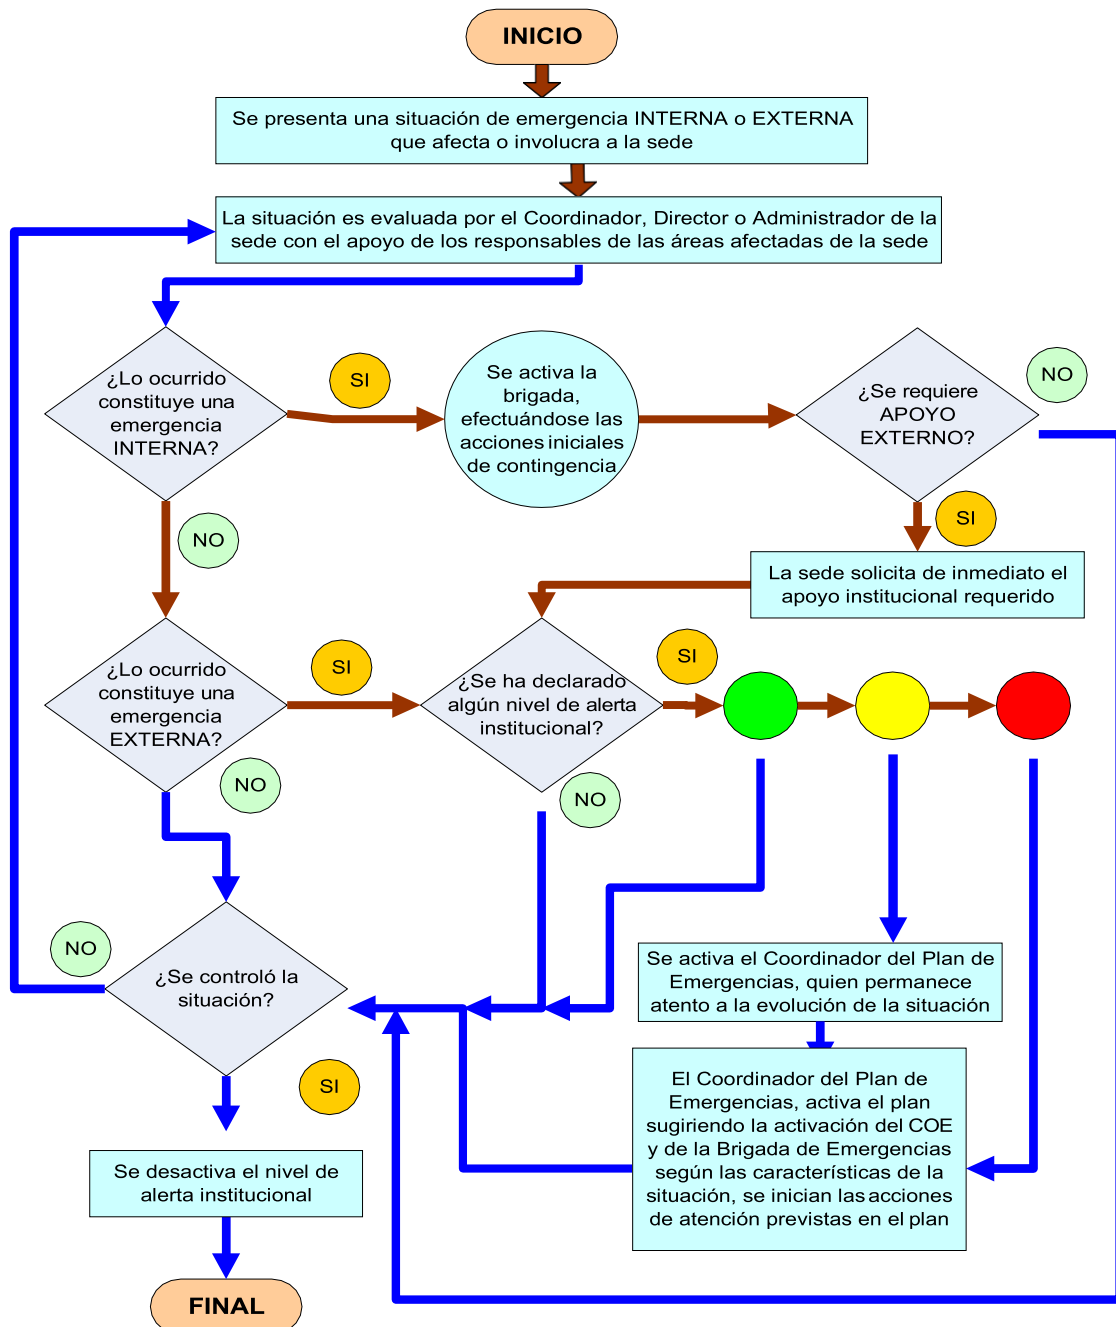 INICIO
Se presenta una situación de emergencia INTERNA o EXTERNA
que afecta o involucra a la sede
La situación es evaluada por el Coordinador, Director o Administrador de la
sede con el apoyo de los responsables de las áreas afectadas de la sede
¿Lo ocurrido
constituye una
emergencia
INTERNA?
SI
Se activa la
brigada,
efectuándose las
acciones iniciales
de contingencia
¿Se requiere
APOYO
EXTERNO?
NO
SI
NO
La sede solicita de inmediato el
apoyo institucional requerido
¿Lo ocurrido
constituye una
emergencia
EXTERNA?
SI
¿Se ha declarado
algún nivel de alerta
institucional?
SI
NO
NO
NO
¿Se controló la
situación?
Se activa el Coordinador del Plan de
Emergencias, quien permanece
atento a la evolución de la situación
SI
El Coordinador del Plan de
Emergencias, activa el plan
sugiriendo la activación del COE
y de la Brigada de Emergencias
según las características de la
situación, se inician las acciones
de atención previstas en el plan
Se desactiva el nivel de
alerta institucional
FINAL